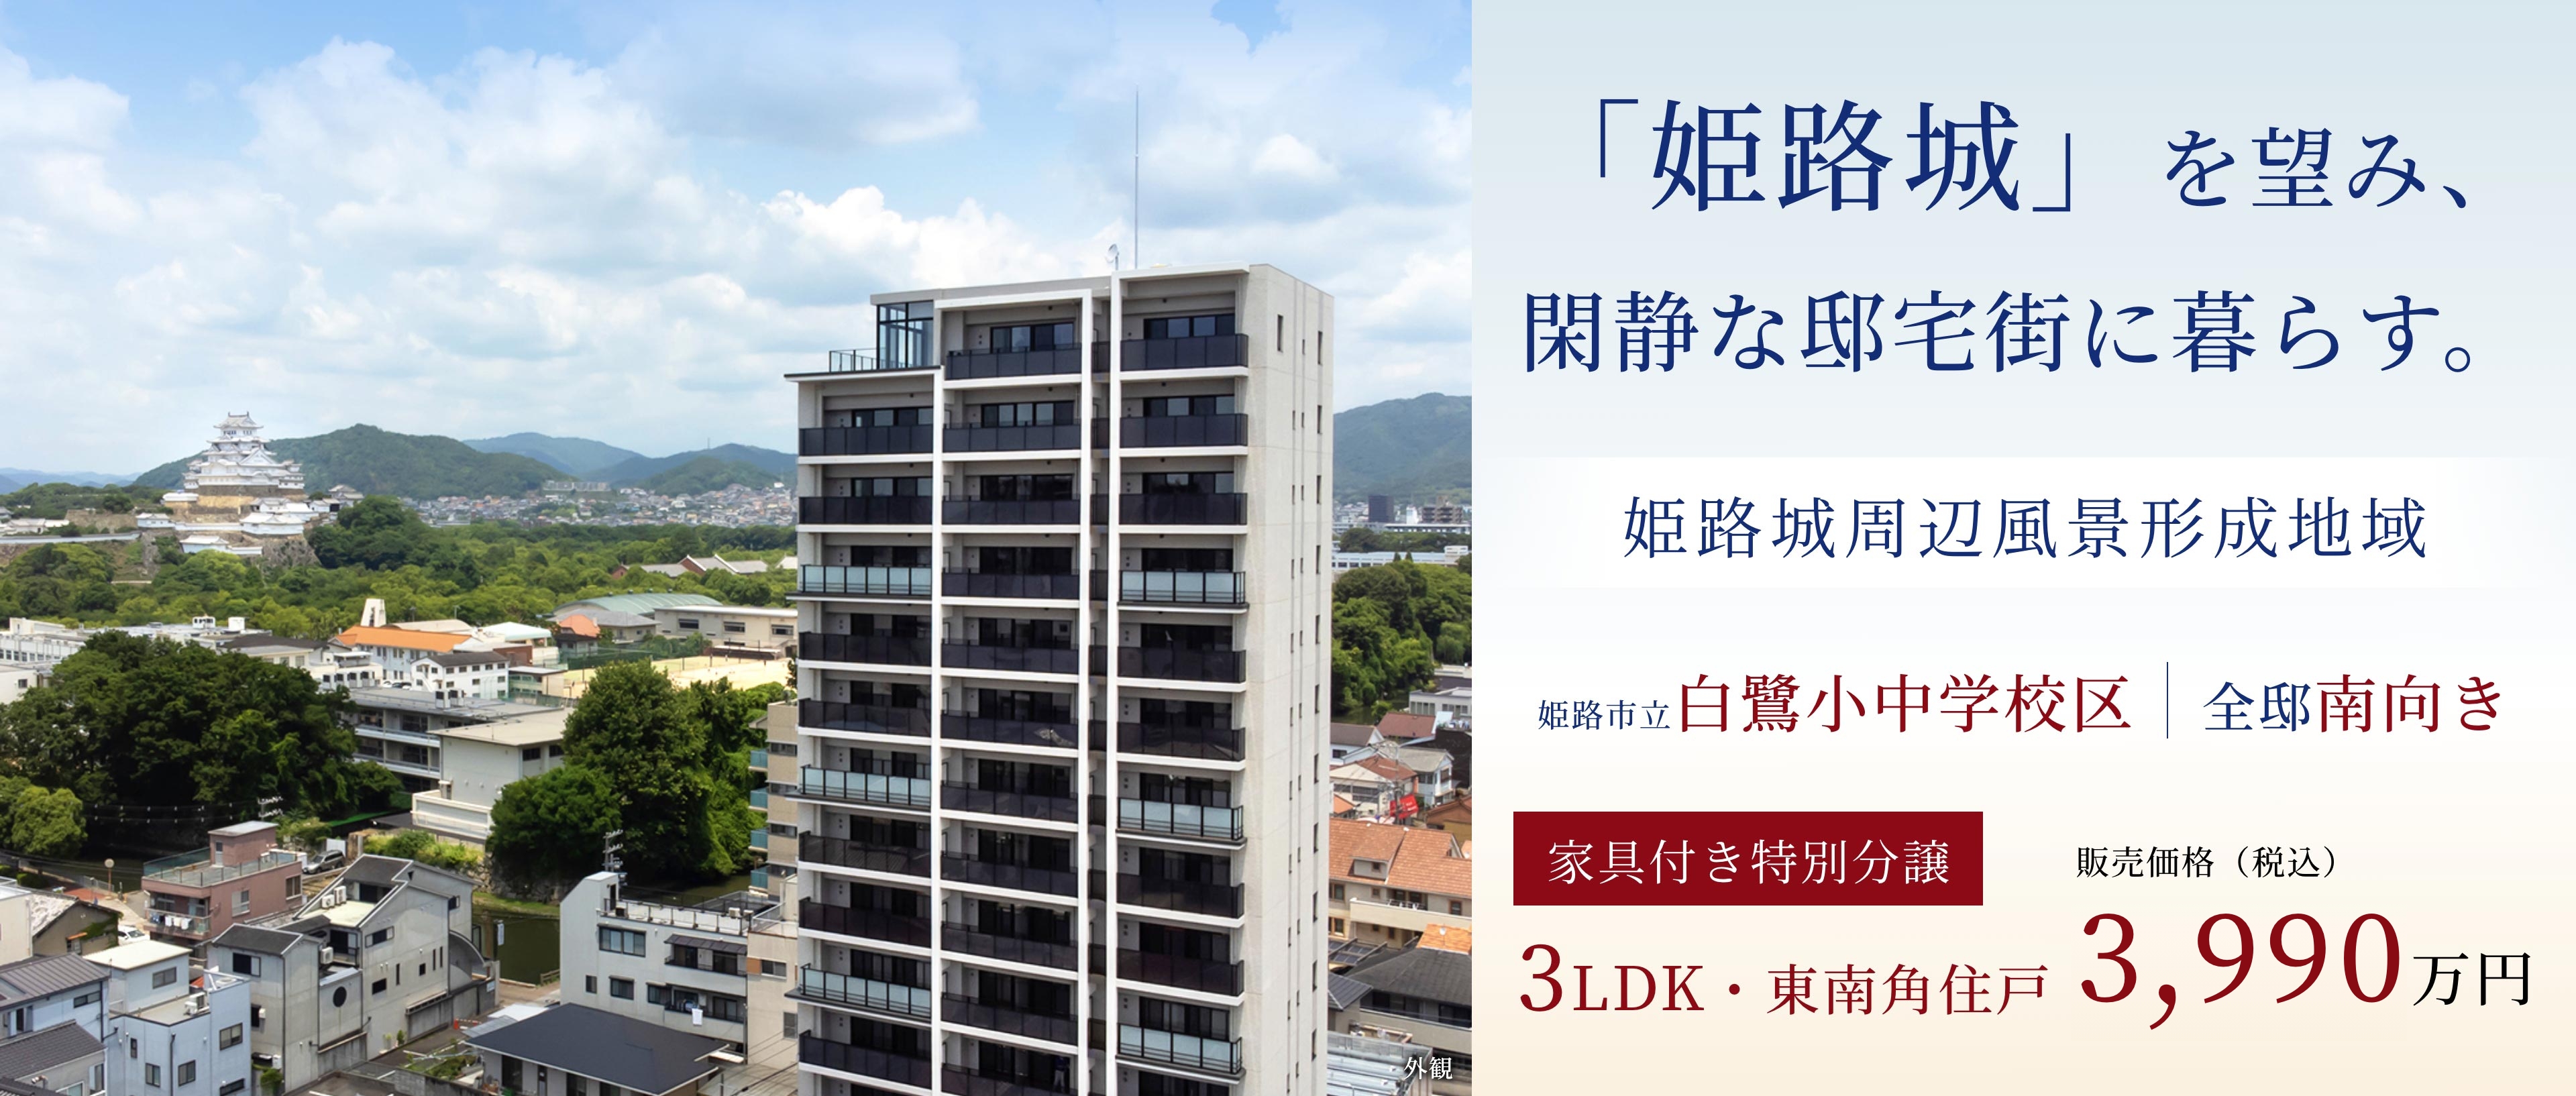 「姫路城」を望み、
閑静な邸宅街に暮らす。
姫路城周辺風景形成地域
姫路市立白鷺小中学校区｜全邸南向き
家具付き特別分譲
3LDK・東南角住戸
販売価格（税込）
3,990万円
外観